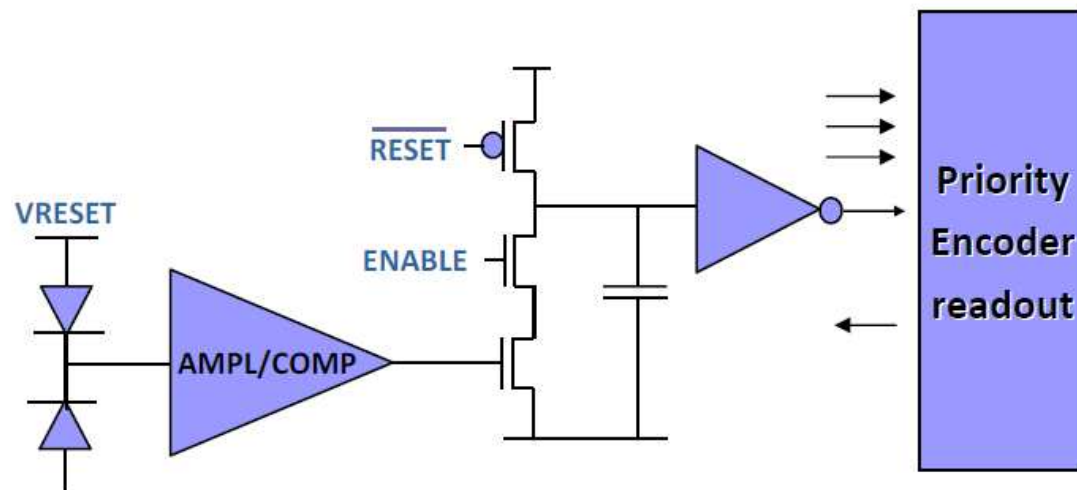 RESET
VRESET
ENABLE
AMPL/COMP
Priority
Encoder
readout